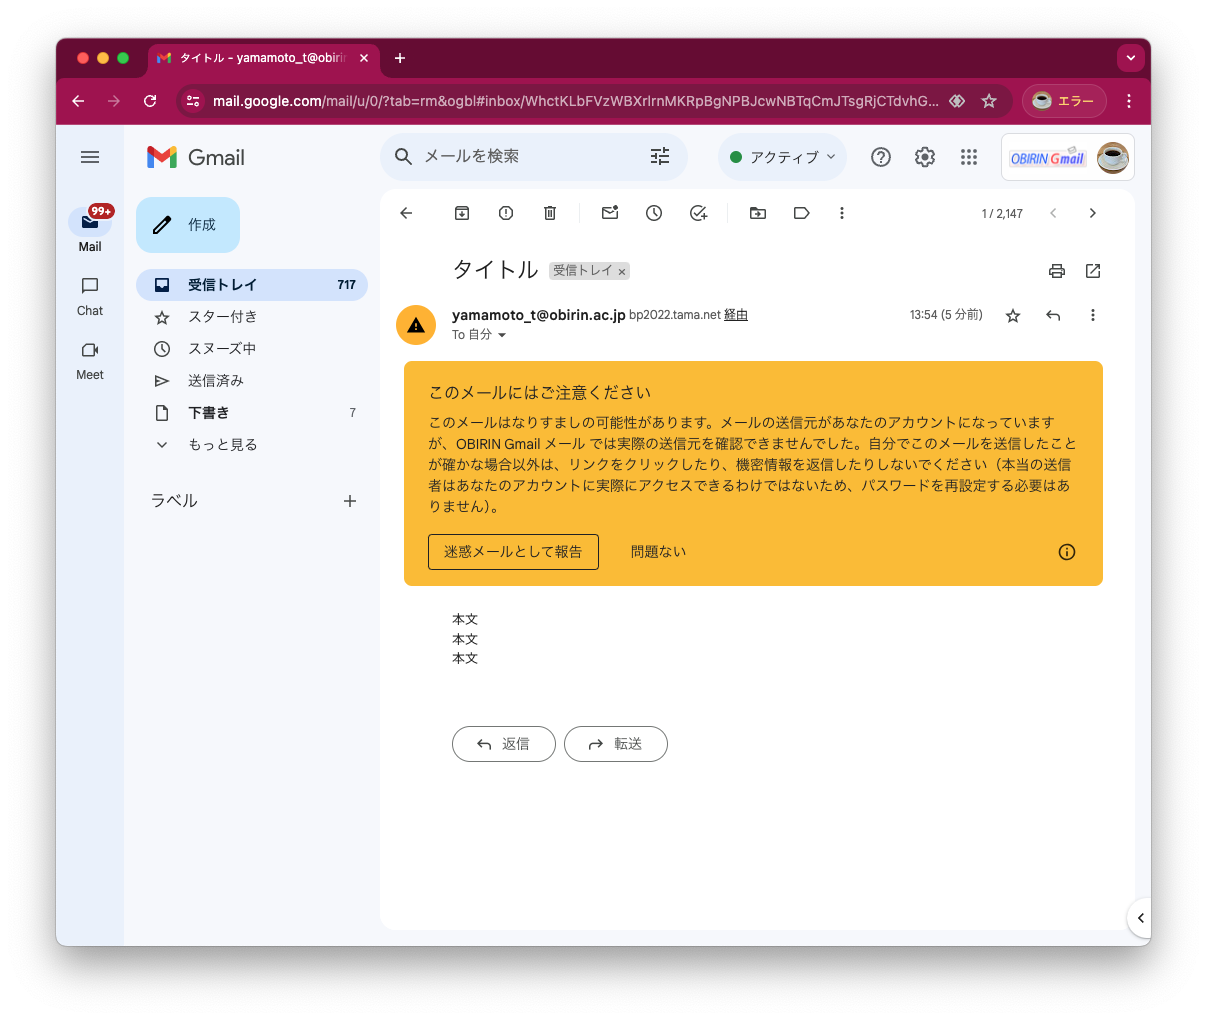 タイトル - yamamoto_t@obirin
mail.google.com/mail/u/0/?tab=rm&ogbl#inbox/WhctKLbFVzWBXrlrnMKRpBgNPBJcwNBTqCmJTsgRjCTdvhG...
エラー
Gmail
メールを検索
アクティブ
OBIRIN Gmail
99+
Mail
Chat
Meet
作成
受信トレイ 717
スター付き
スヌーズ中
送信済み
下書き 7
もっと見る
ラベル
1 / 2,147
タイトル 受信トレイ ×
yamamoto_t@obirin.ac.jp bp2022.tama.net 経由
13:54 (5 分前)
To 自分
このメールにはご注意ください
このメールはなりすましの可能性があります。メールの送信元があなたのアカウントになっています
が、OBIRIN Gmail メール では実際の送信元を確認できませんでした。自分でこのメールを送信したこと
が確かな場合以外は、リンクをクリックしたり、機密情報を返信したりしないでください（本当の送信
者はあなたのアカウントに実際にアクセスできるわけではないため、パスワードを再設定する必要はあ
りません）。
迷惑メールとして報告
問題ない
本文
本文
本文
返信
転送